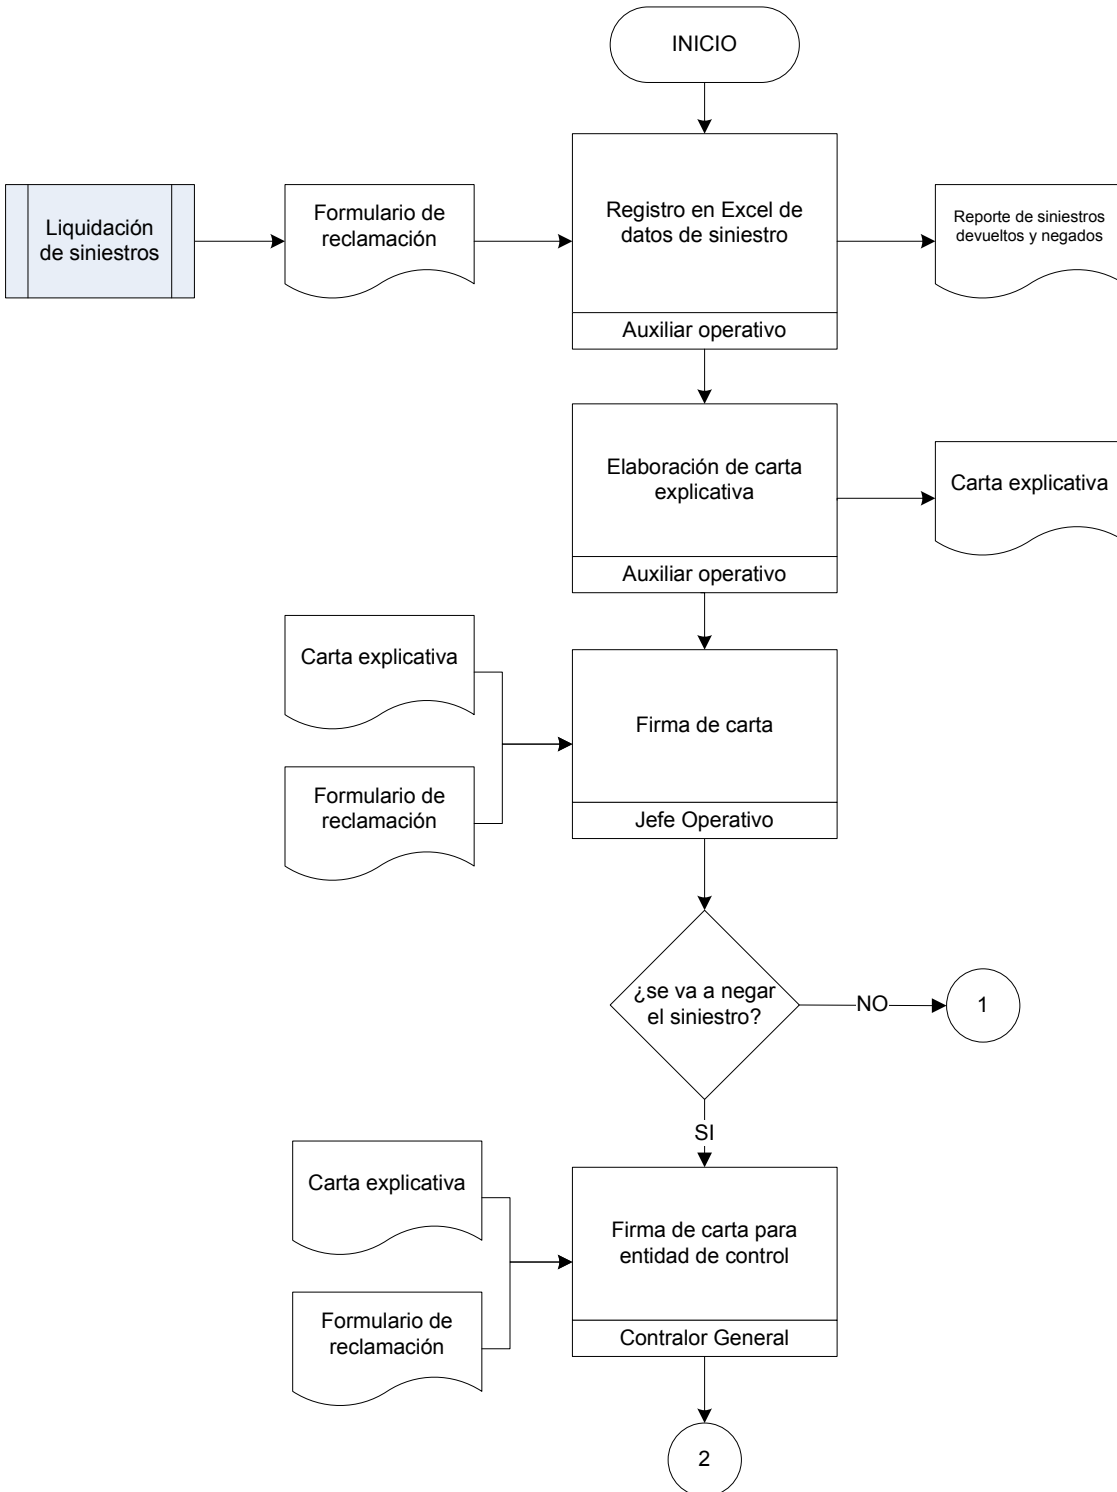 INICIO
Liquidación
de siniestros
Formulario de
reclamación
Registro en Excel de
datos de siniestro
Auxiliar operativo
Reporte de siniestros
devueltos y negados
Elaboración de carta
explicativa
Auxiliar operativo
Carta explicativa
Carta explicativa
Formulario de
reclamación
Firma de carta
Jefe Operativo
¿se va a negar
el siniestro?
NO
1
SI
Carta explicativa
Formulario de
reclamación
Firma de carta para
entidad de control
Contralor General
2